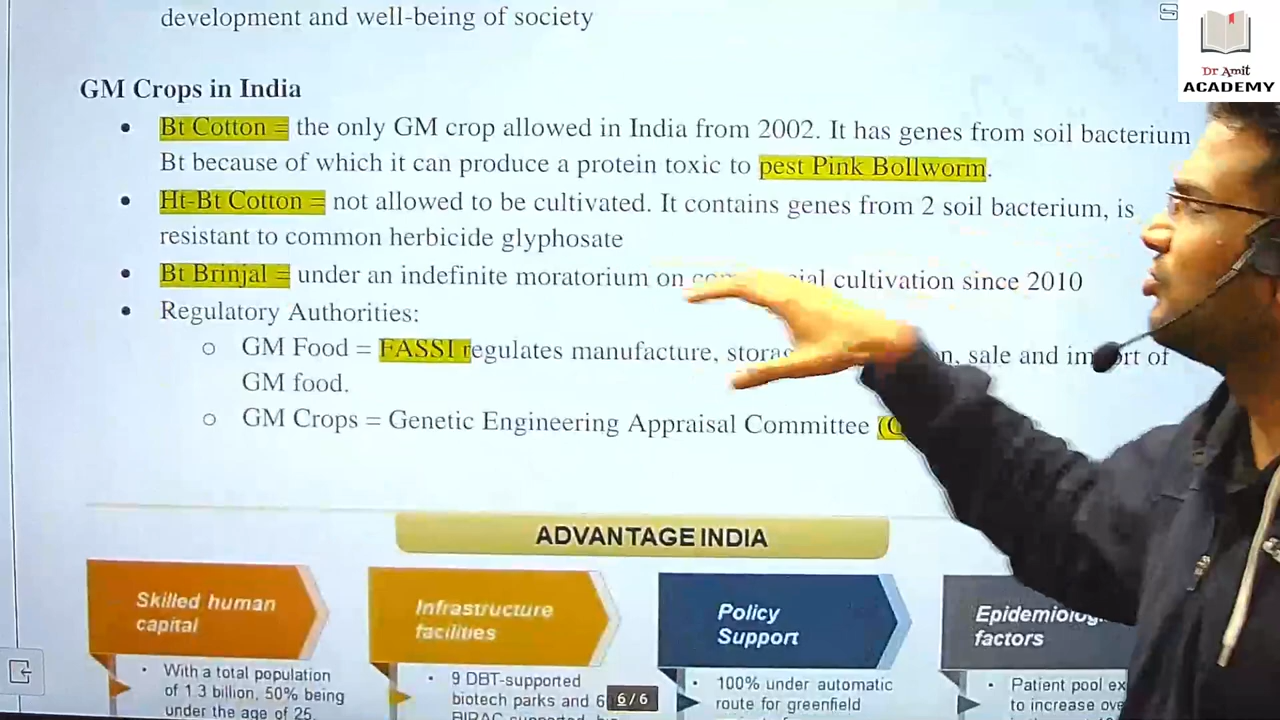 development and well-being of society
Dr Amit
ACADEMY
GM Crops in India
• Bt Cotton = the only GM crop allowed in India from 2002. It has genes from soil bacterium
Bt because of which it can produce a protein toxic to pest Pink Bollworm.
• Ht-Bt Cotton = not allowed to be cultivated. It contains genes from 2 soil bacterium, is
resistant to common herbicide glyphosate
• Bt Brinjal = under an indefinite moratorium on cultivation since 2010
• Regulatory Authorities:
o GM Food = FASSI regulates manufacture, sale and import of
GM food.
o GM Crops = Genetic Engineering Appraisal Committee
ADVANTAGE INDIA
Skilled human
capital
Infrastructure
facilities
Policy
Support
factors
• With a total population
of 1.3 billion, 50% being
under the age of 25,
• 9 DBT-supported
biotech parks and
6/6
• 100% under automatic
route for greenfield
• Patient pool
to increase